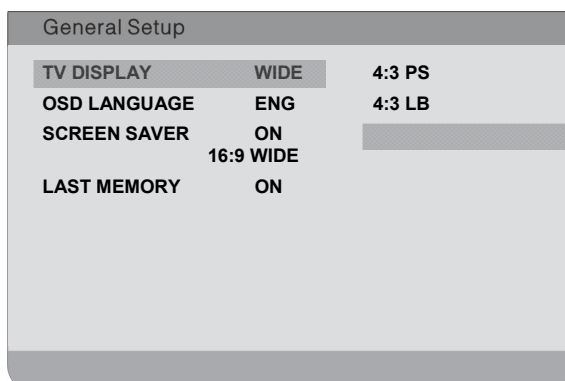 General Setup
TV DISPLAY WIDE 4:3 PS
OSD LANGUAGE ENG 4:3 LB
SCREEN SAVER ON
16:9 WIDE
LAST MEMORY ON